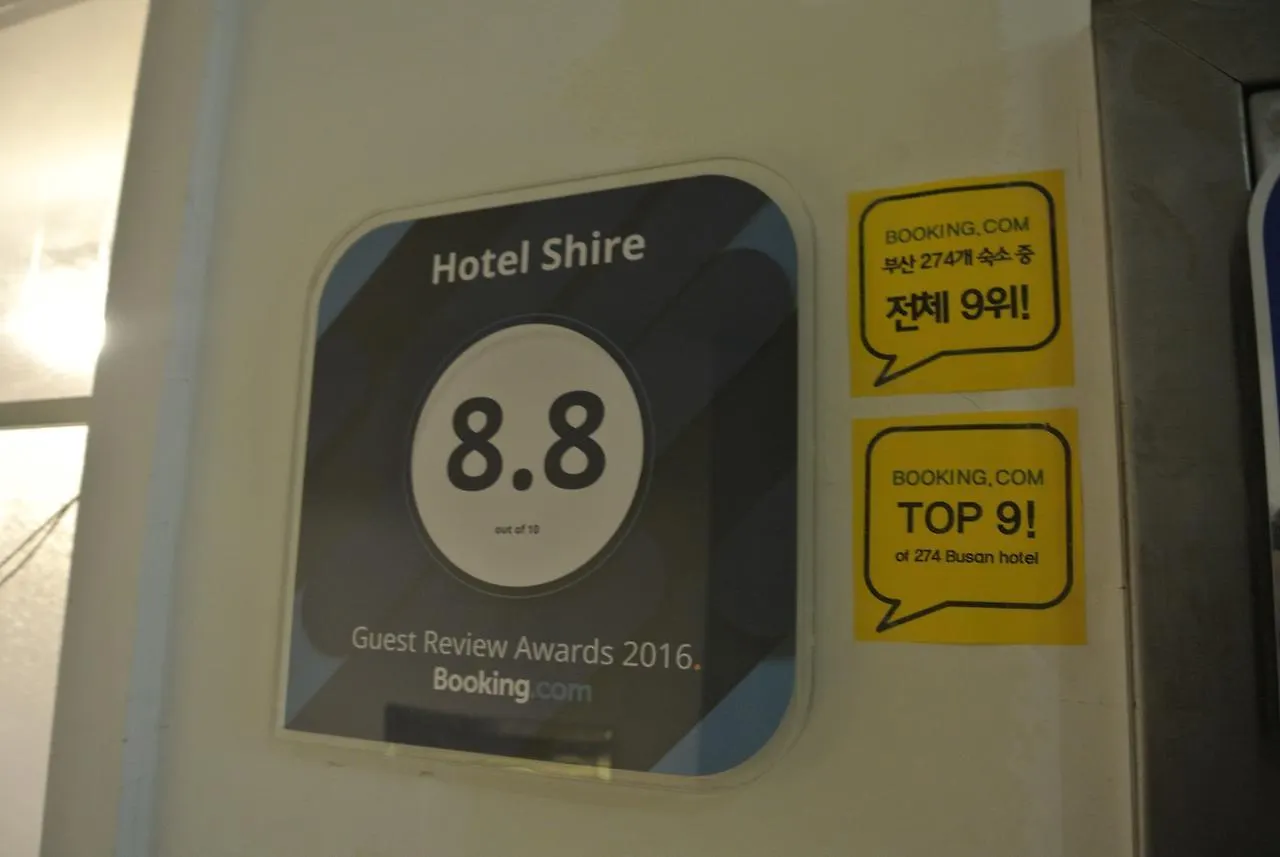 Hotel Shire
8.8
out of 10
Guest Review Awards 2016.
Booking.com
BOOKING.COM
부산 274개 숙소 중
전체 9위!
BOOKING.COM
TOP 9!
of 274 Busan hotel